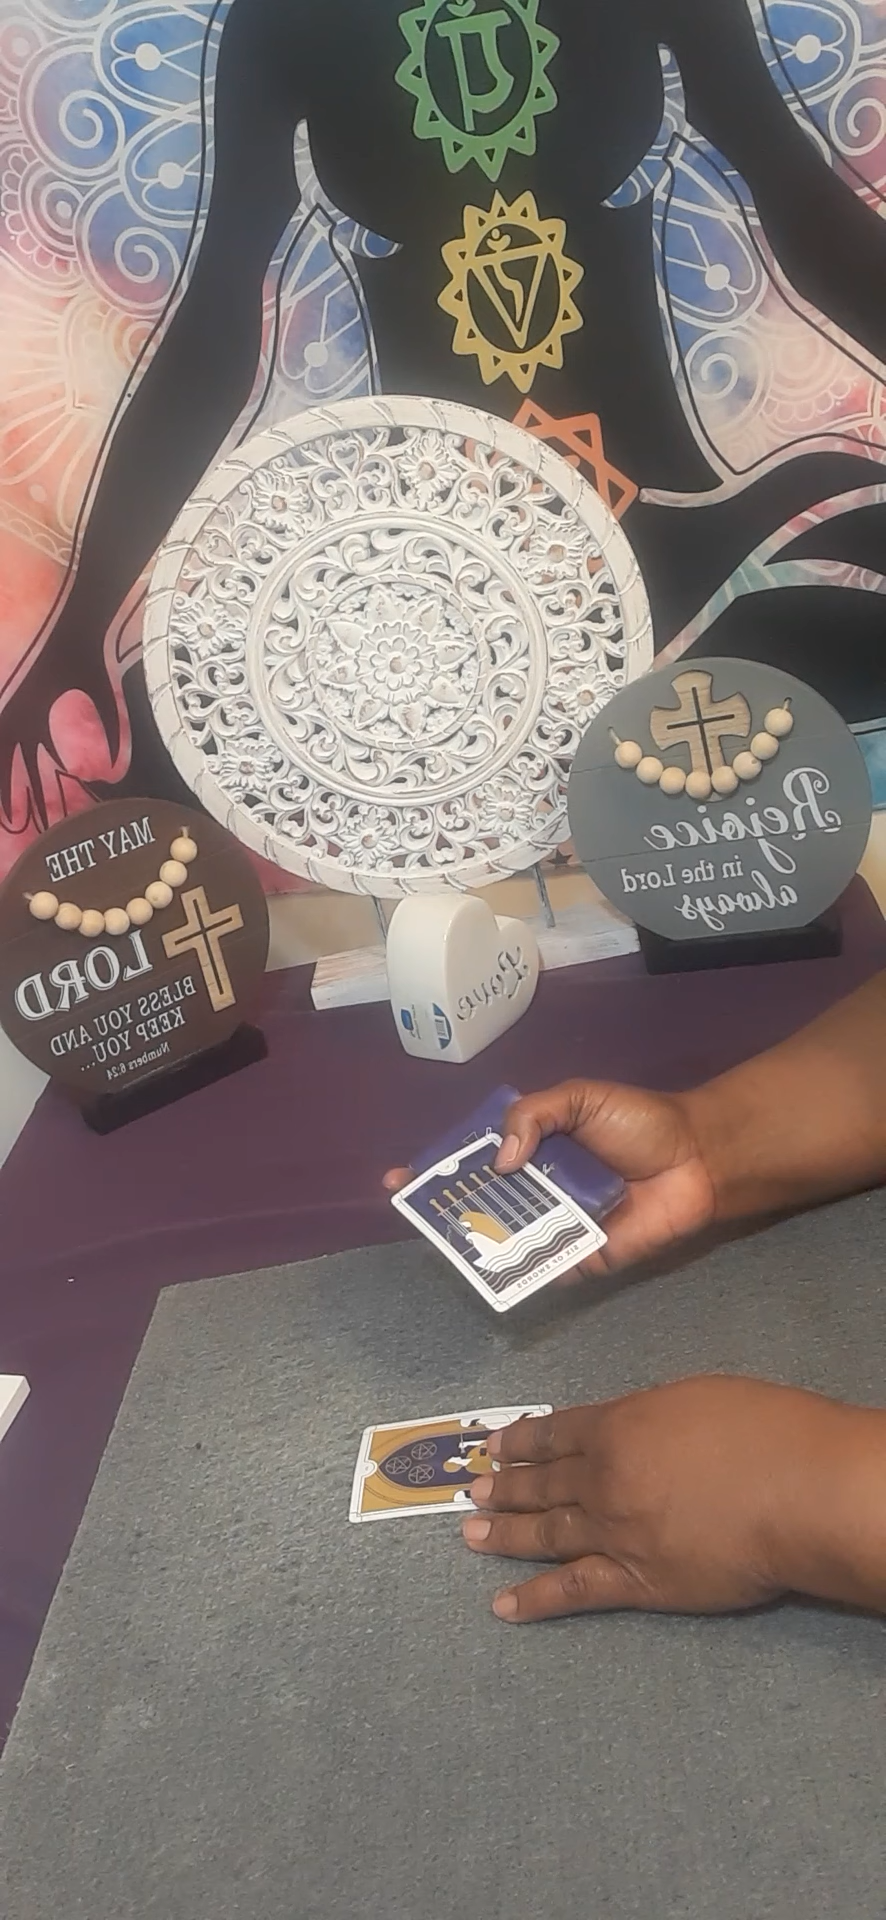 MAY THE
LORD
BLESS YOU AND
KEEP YOU...
Numbers 6:24
Love
Rejoice
in the Lord
always
SIX OF SWORDS